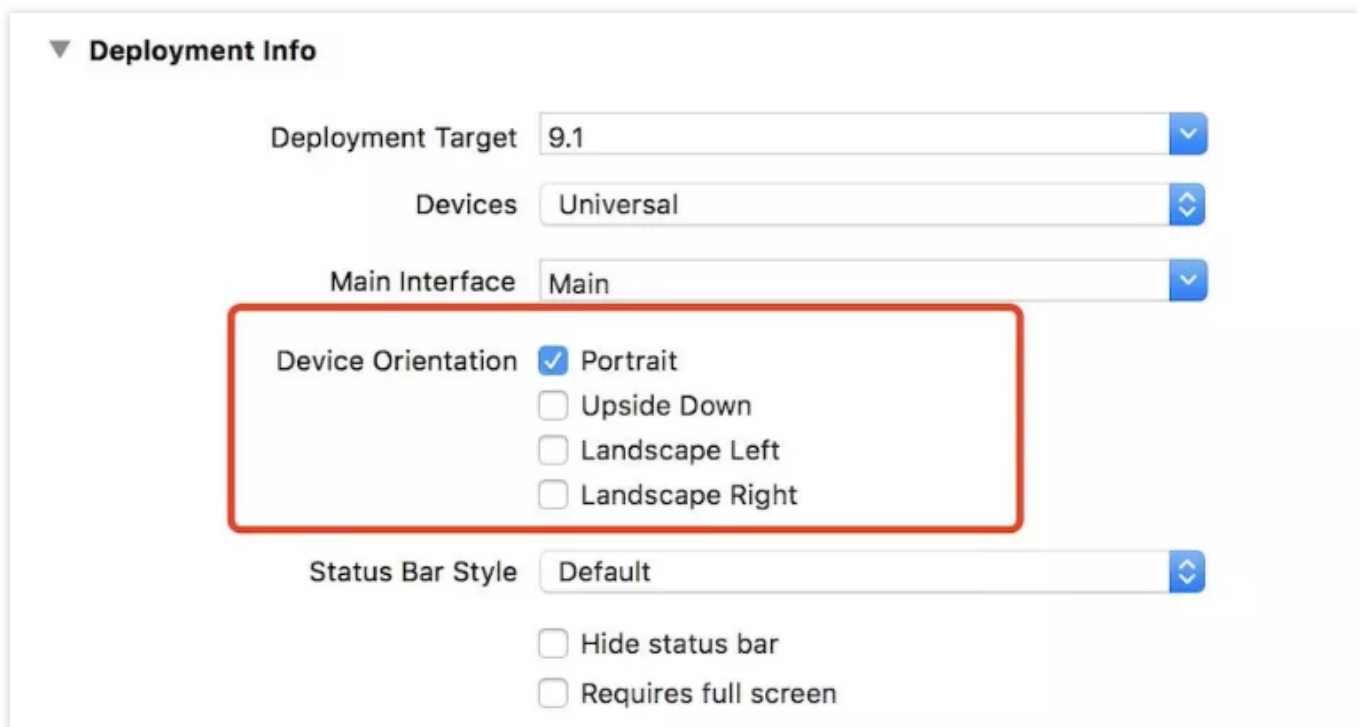 Deployment Info
Deployment Target 9.1
Devices Universal
Main Interface Main
Device Orientation Portrait
Upside Down
Landscape Left
Landscape Right
Status Bar Style Default
Hide status bar
Requires full screen